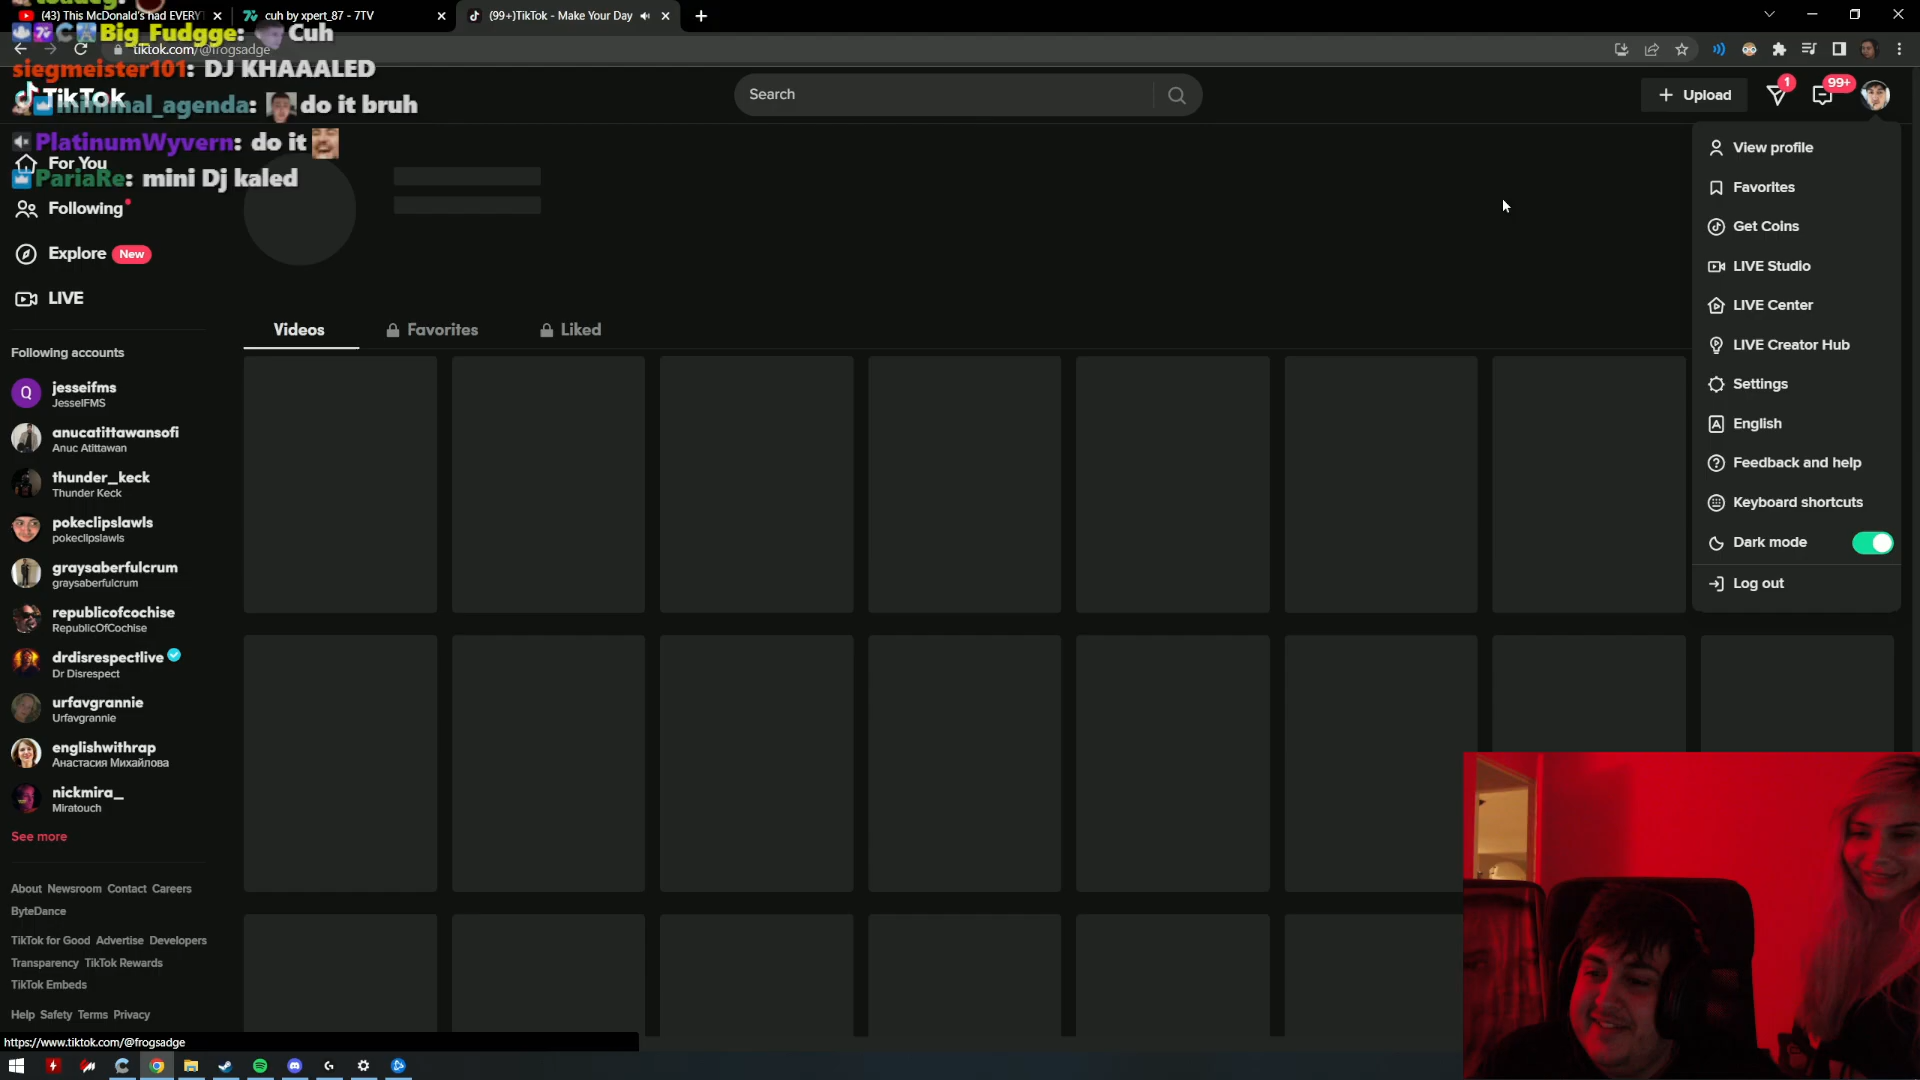 (43) This McDonald's had EVERY
cuh by xpert_87 - 7TV
(99+)TikTok - Make Your Day
Big_Fudgge: Cuh
tiktok.com/@frogsadge
siegmeister101: DJ KHAAALED
TikTok
minimal_agenda: do it bruh
Search
Upload
1
99+
PlatinumWyvern: do it
For You
PariaRe: mini Dj kaled
Following
Explore New
LIVE
View profile
Favorites
Get Coins
LIVE Studio
LIVE Center
LIVE Creator Hub
Settings
English
Feedback and help
Keyboard shortcuts
Dark mode
Log out
Videos Favorites Liked
Following accounts
Q
jesseifms
JesseIFMS
anucatittawansofi
Anuc Atittawan
thunder_keck
Thunder Keck
pokeclipslawls
pokeclipslawls
graysaberfulcrum
graysaberfulcrum
republicofcochise
RepublicOfCochise
drdisrespectlive
Dr Disrespect
urfavgrannie
Urfavgrannie
englishwithrap
Анастасия Михайлова
nickmira_
Miratouch
See more
About Newsroom Contact Careers
ByteDance
TikTok for Good Advertise Developers
Transparency TikTok Rewards
TikTok Embeds
Help Safety Terms Privacy
https://www.tiktok.com/@frogsadge